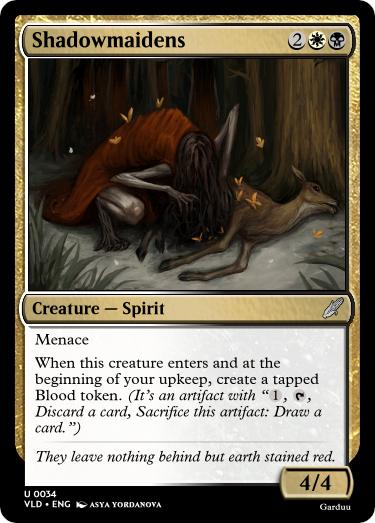 Shadowmaidens 2
Creature — Spirit
Menace
When this creature enters and at the
beginning of your upkeep, create a tapped
Blood token. (It's an artifact with "1, ,
Discard a card, Sacrifice this artifact: Draw a
card.")
They leave nothing behind but earth stained red.
4/4
U 0034
VLD • ENG ASYA YORDANOVA
Garduu